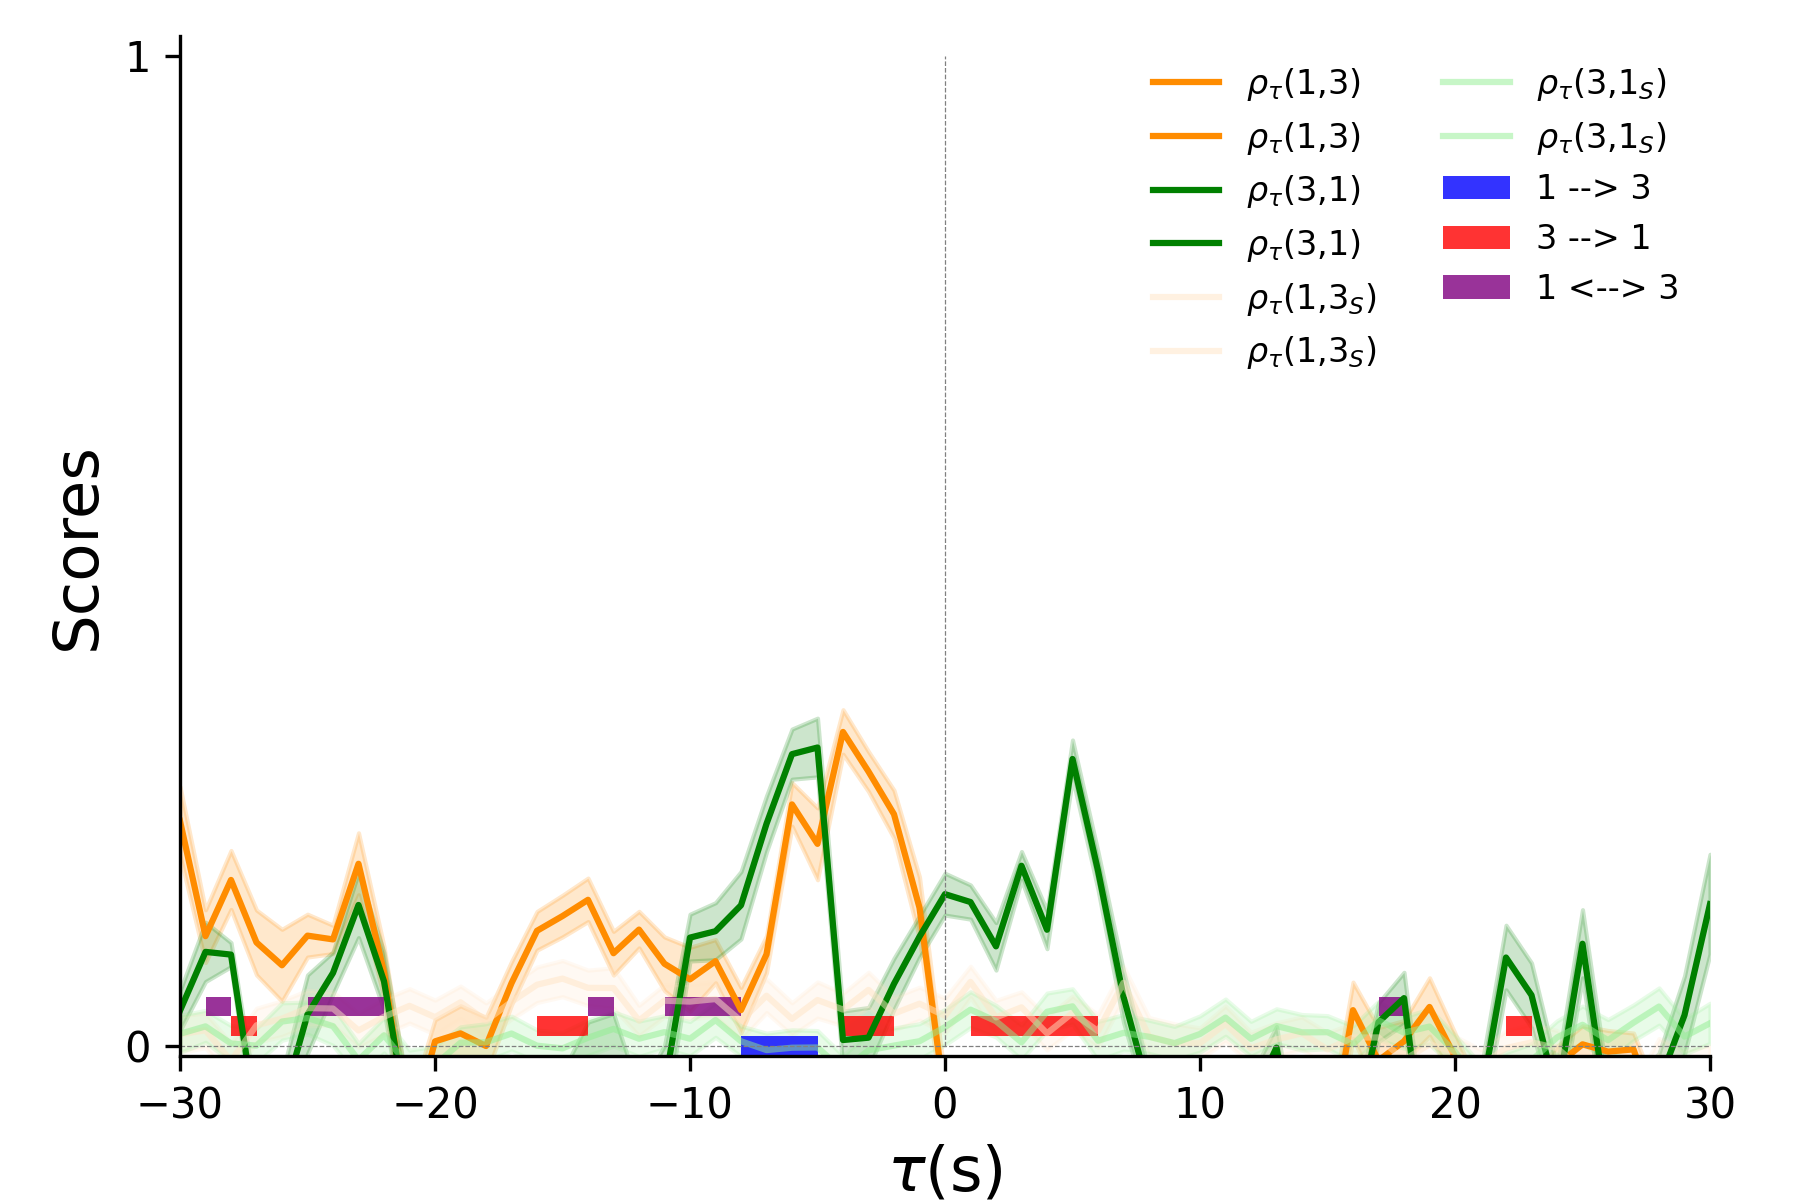 1
ρτ(1,3)
ρτ(1,3)
ρτ(3,1)
ρτ(3,1)
ρτ(1,3S)
ρτ(1,3S)
ρτ(3,1S)
ρτ(3,1S)
1 --> 3
3 --> 1
1 <--> 3
Scores
0
−30 −20 −10 0 10 20 30
τ(s)